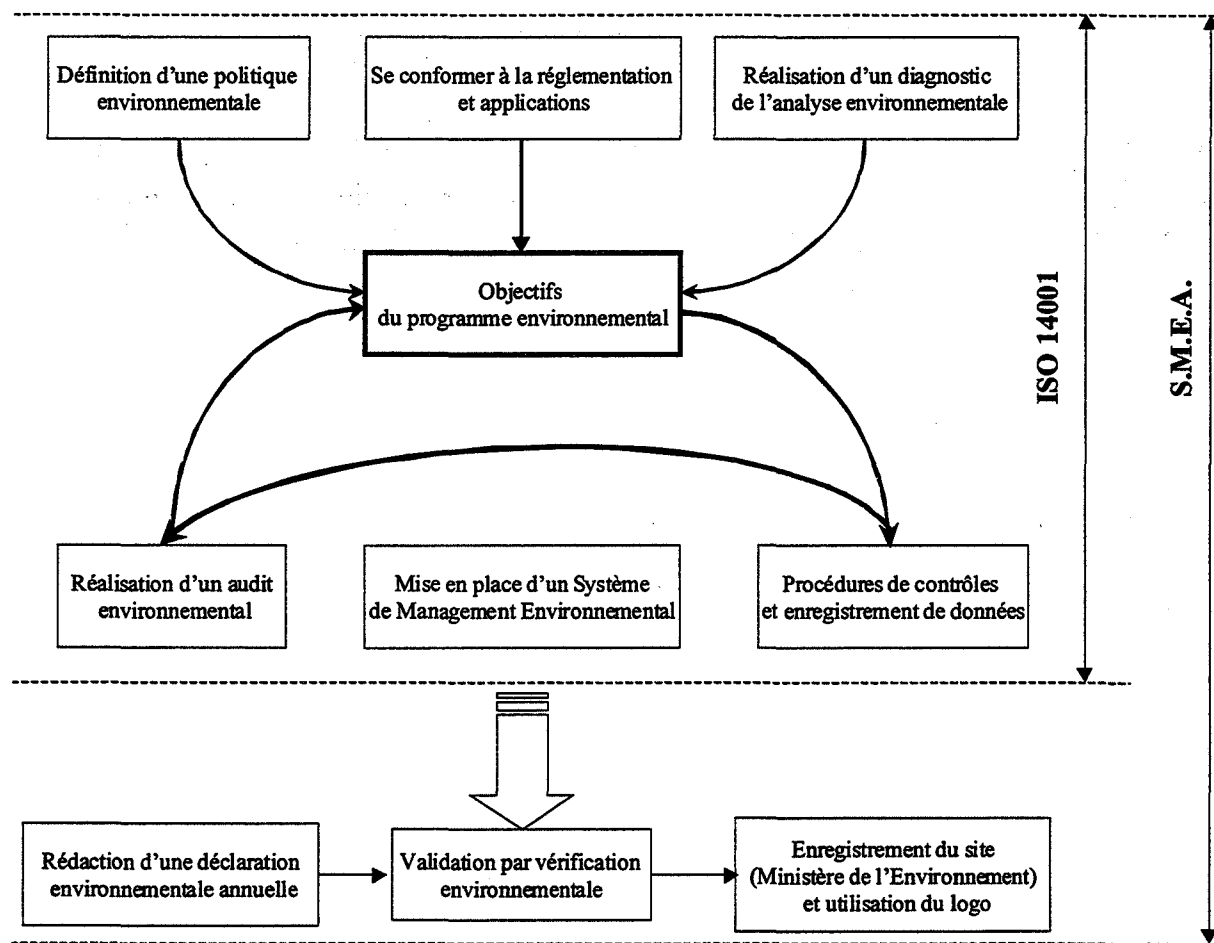 Définition d'une politique
environnementale
Se conformer à la réglementation
et applications
Réalisation d'un diagnostic
de l'analyse environnementale
Objectifs
du programme environnemental
ISO 14001
S.M.E.A.
Réalisation d'un audit
environnemental
Mise en place d'un Système
de Management Environnemental
Procédures de contrôles
et enregistrement de données
Rédaction d'une déclaration
environnementale annuelle
Validation par vérification
environnementale
Enregistrement du site
(Ministère de l'Environnement)
et utilisation du logo